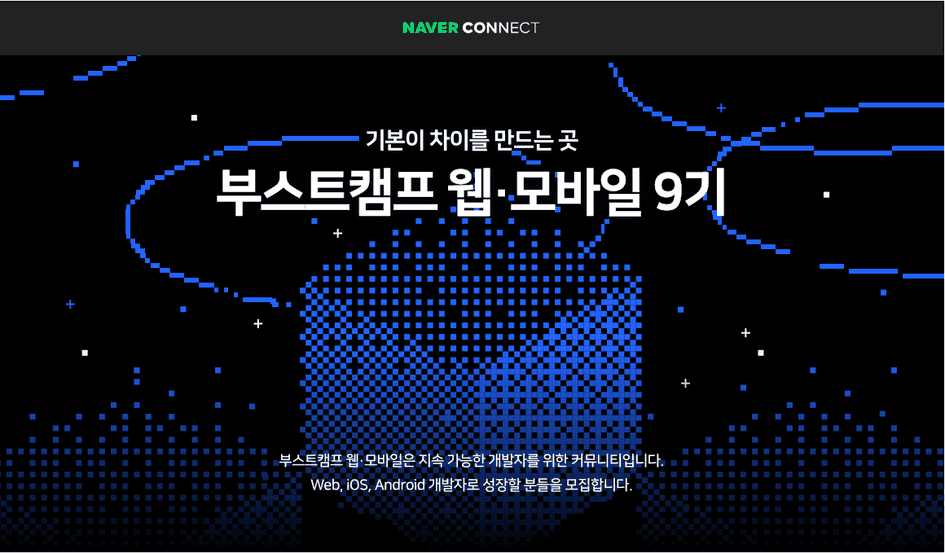 NAVER CONNECT
기본이 차이를 만드는 곳
부스트캠프 웹·모바일 9기
부스트캠프 웹·모바일은 지속 가능한 개발자를 위한 커뮤니티입니다.
Web, iOS, Android 개발자로 성장할 분들을 모집합니다.